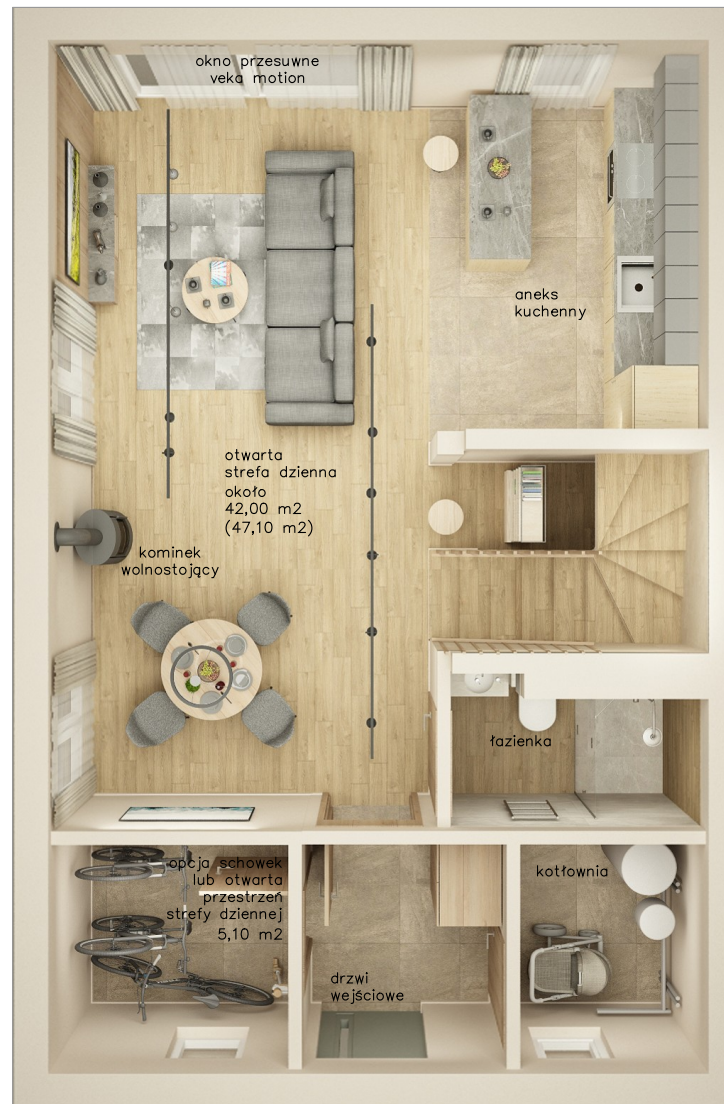 okno przesuwne
veka motion
aneks
kuchenny
otwarta
strefa dzienna
około
42,00 m2
(47,10 m2)
kominek
wolnostojący
łazienka
opcja schowek
lub otwarta
przestrzeń
strefy dziennej
5,10 m2
kotłownia
drzwi
wejściowe